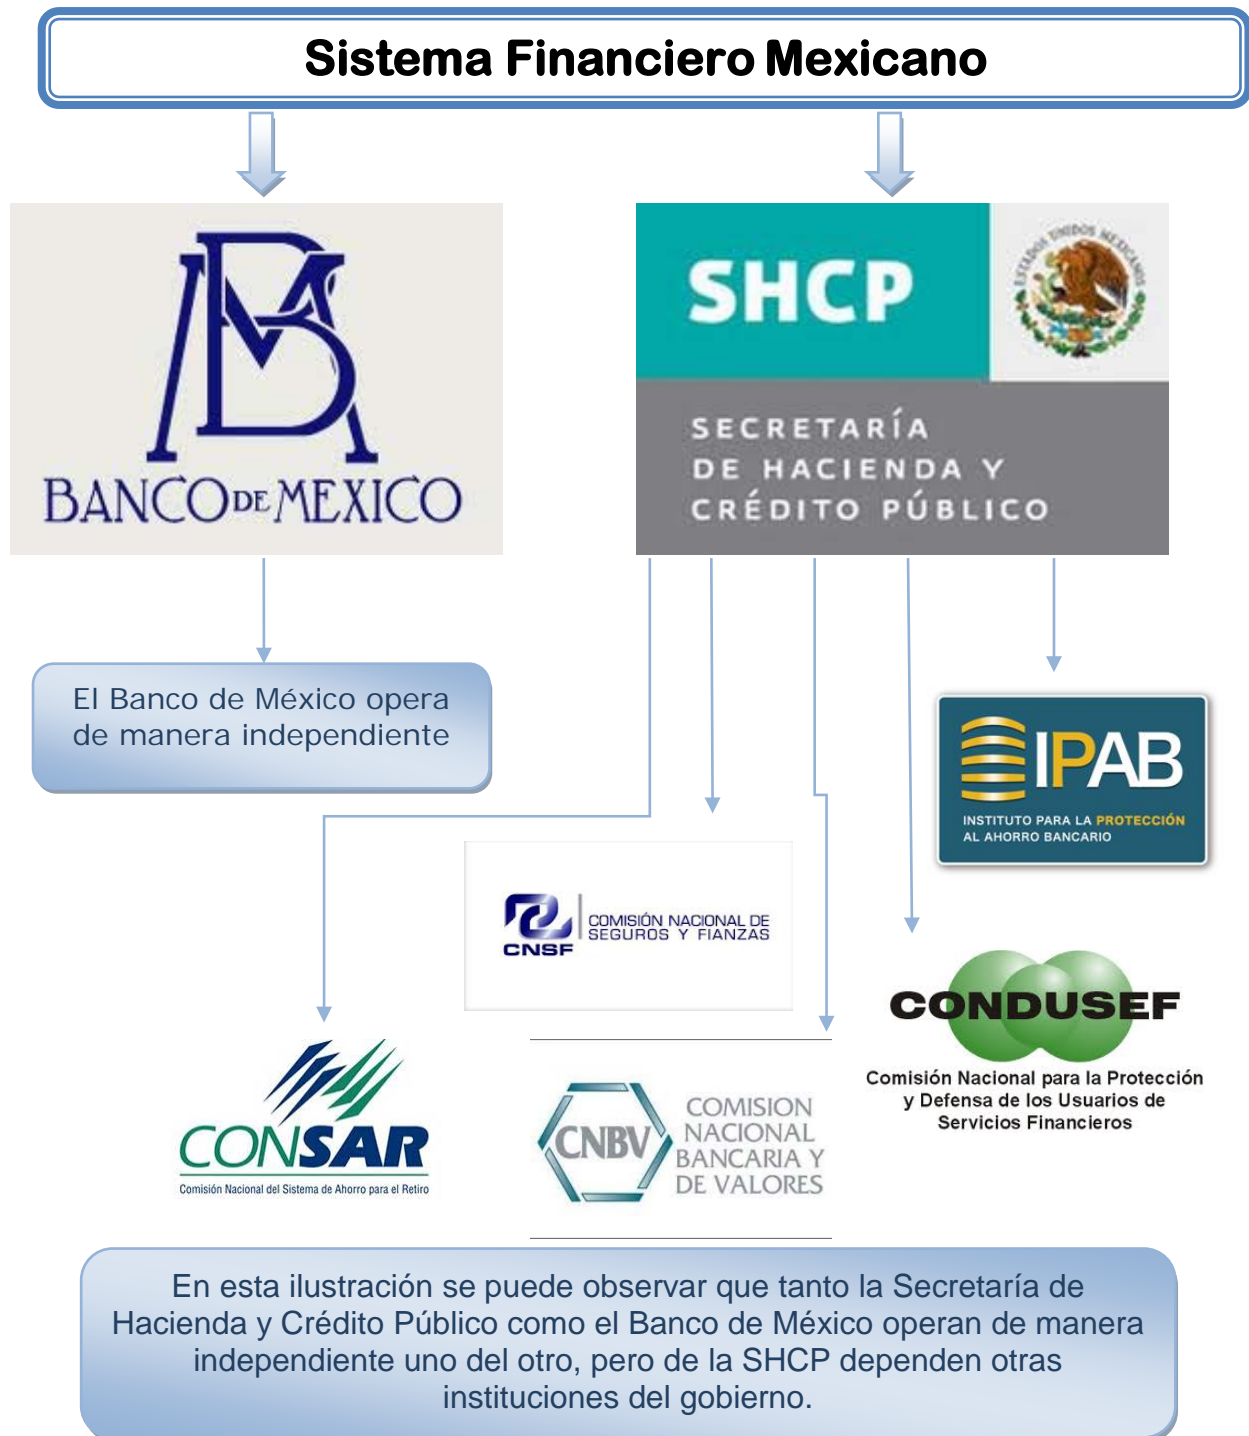 Sistema Financiero Mexicano
BM
BANCO DE MEXICO
SHCP
ESTADOS UNIDOS MEXICANOS
SECRETARÍA
DE HACIENDA Y
CRÉDITO PÚBLICO
El Banco de México opera
de manera independiente
IPAB
INSTITUTO PARA LA PROTECCIÓN
AL AHORRO BANCARIO
CNSF
COMISIÓN NACIONAL DE
SEGUROS Y FIANZAS
CONDUSEF
Comisión Nacional para la Protección
y Defensa de los Usuarios de
Servicios Financieros
CONSAR
Comisión Nacional del Sistema de Ahorro para el Retiro
CNBV
COMISION
NACIONAL
BANCARIA Y
DE VALORES
En esta ilustración se puede observar que tanto la Secretaría de
Hacienda y Crédito Público como el Banco de México operan de manera
independiente uno del otro, pero de la SHCP dependen otras
instituciones del gobierno.